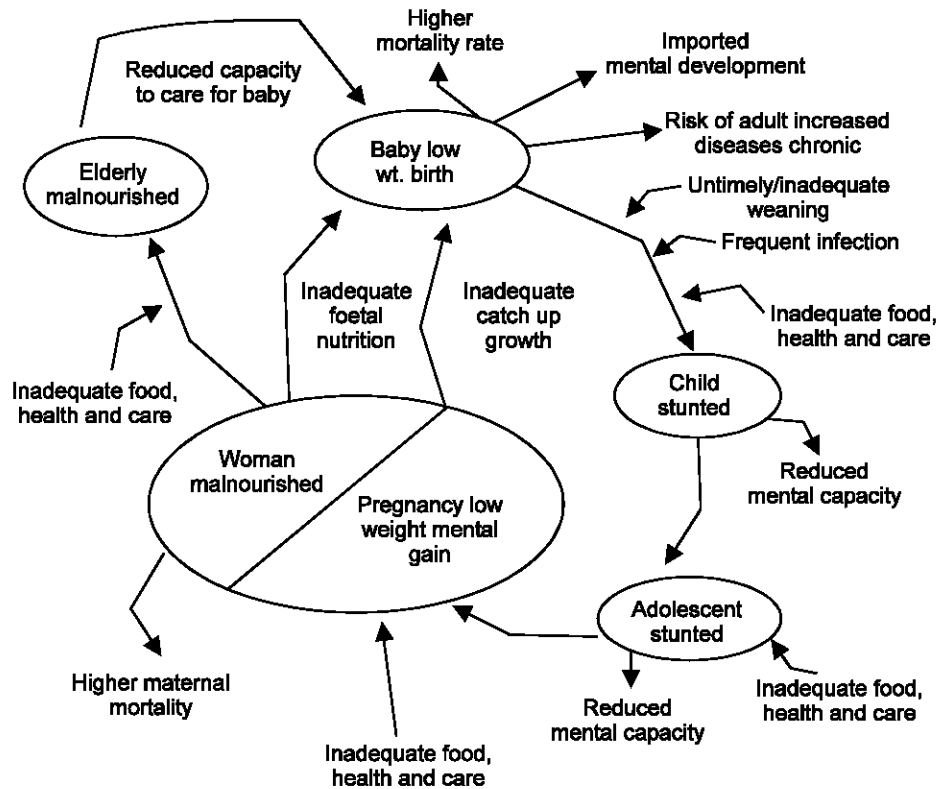 Higher
mortality rate
Imported
mental development
Reduced capacity
to care for baby
Risk of adult increased
diseases chronic
Baby low
wt. birth
Elderly
malnourished
Untimely/inadequate
weaning
Frequent infection
Inadequate
foetal
nutrition
Inadequate
catch up
growth
Inadequate food,
health and care
Inadequate food,
health and care
Child
stunted
Woman
malnourished
Reduced
mental capacity
Pregnancy low
weight mental
gain
Adolescent
stunted
Higher maternal
mortality
Reduced
mental capacity
Inadequate food,
health and care
Inadequate food,
health and care